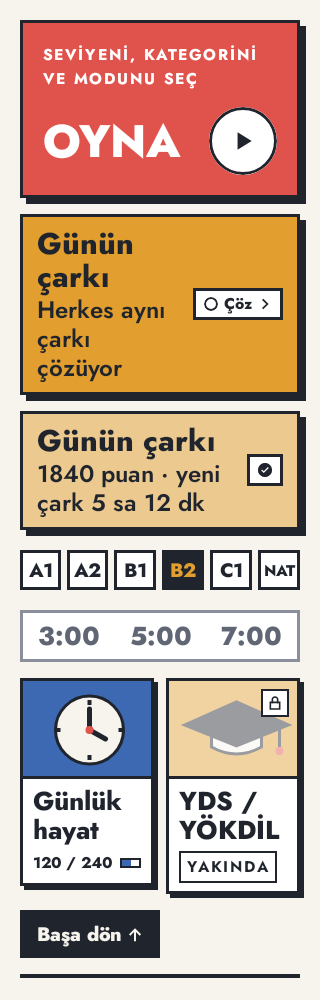 SEVİYENİ, KATEGORİNİ
VE MODUNU SEÇ
OYNA
Günün
çarkı
Herkes aynı
çarkı
çözüyor
Çöz
Günün çarkı
1840 puan · yeni
çark 5 sa 12 dk
A1 A2 B1 B2 C1 NAT
3:00 5:00 7:00
Günlük
hayat
120 / 240
YDS /
YÖKDİL
YAKINDA
Başa dön ↑